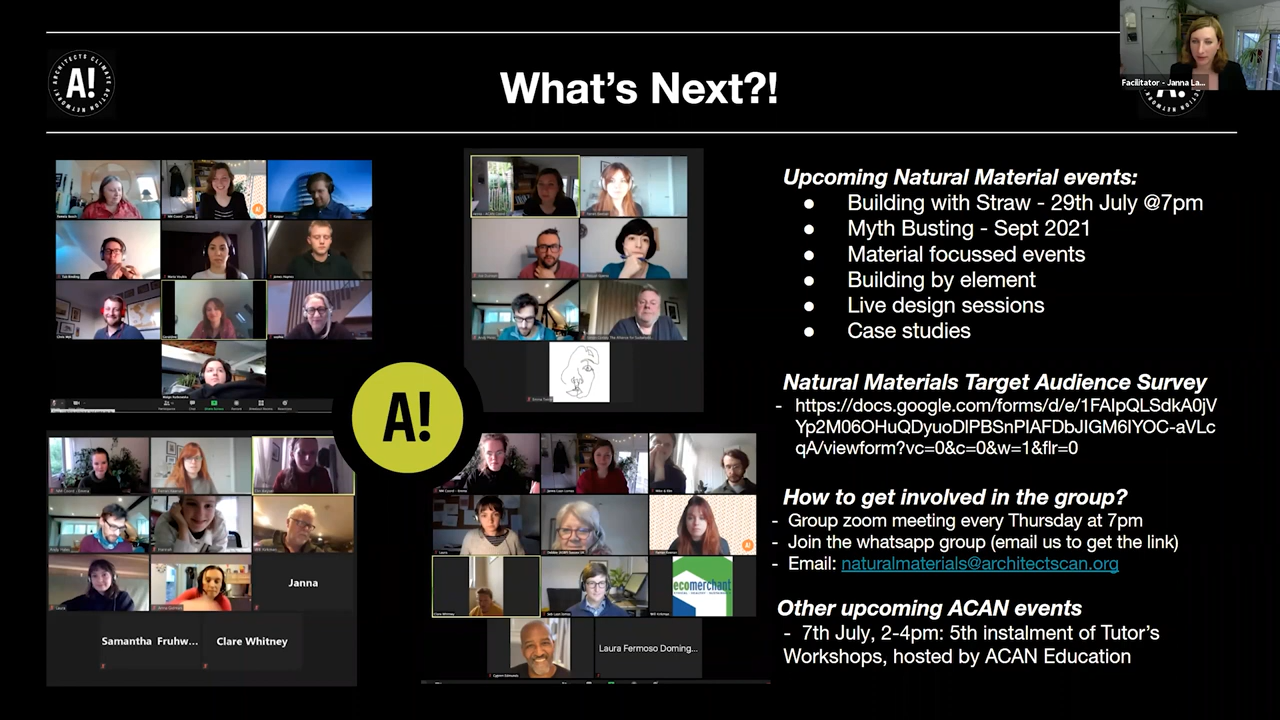 What's Next?!
ARCHITECTS CLIMATE ACTION NETWORK
A!
Facilitator - Janna La...
Upcoming Natural Material events:
● Building with Straw - 29th July @7pm
● Myth Busting - Sept 2021
● Material focussed events
● Building by element
● Live design sessions
● Case studies
Natural Materials Target Audience Survey
- https://docs.google.com/forms/d/e/1FAIpQLSdkA0jV
Yp2M06OHuQDyuoDIPBSnPIAFDbJIGM6IYOC-aVLc
qA/viewform?vc=0&c=0&w=1&flr=0
How to get involved in the group?
- Group zoom meeting every Thursday at 7pm
- Join the whatsapp group (email us to get the link)
- Email: naturalmaterials@architectscan.org
Other upcoming ACAN events
- 7th July, 2-4pm: 5th instalment of Tutor's
Workshops, hosted by ACAN Education
A!
Janna
Samantha Fruhw...
Clare Whitney
ecomerchant
Laura Fermoso Doming...